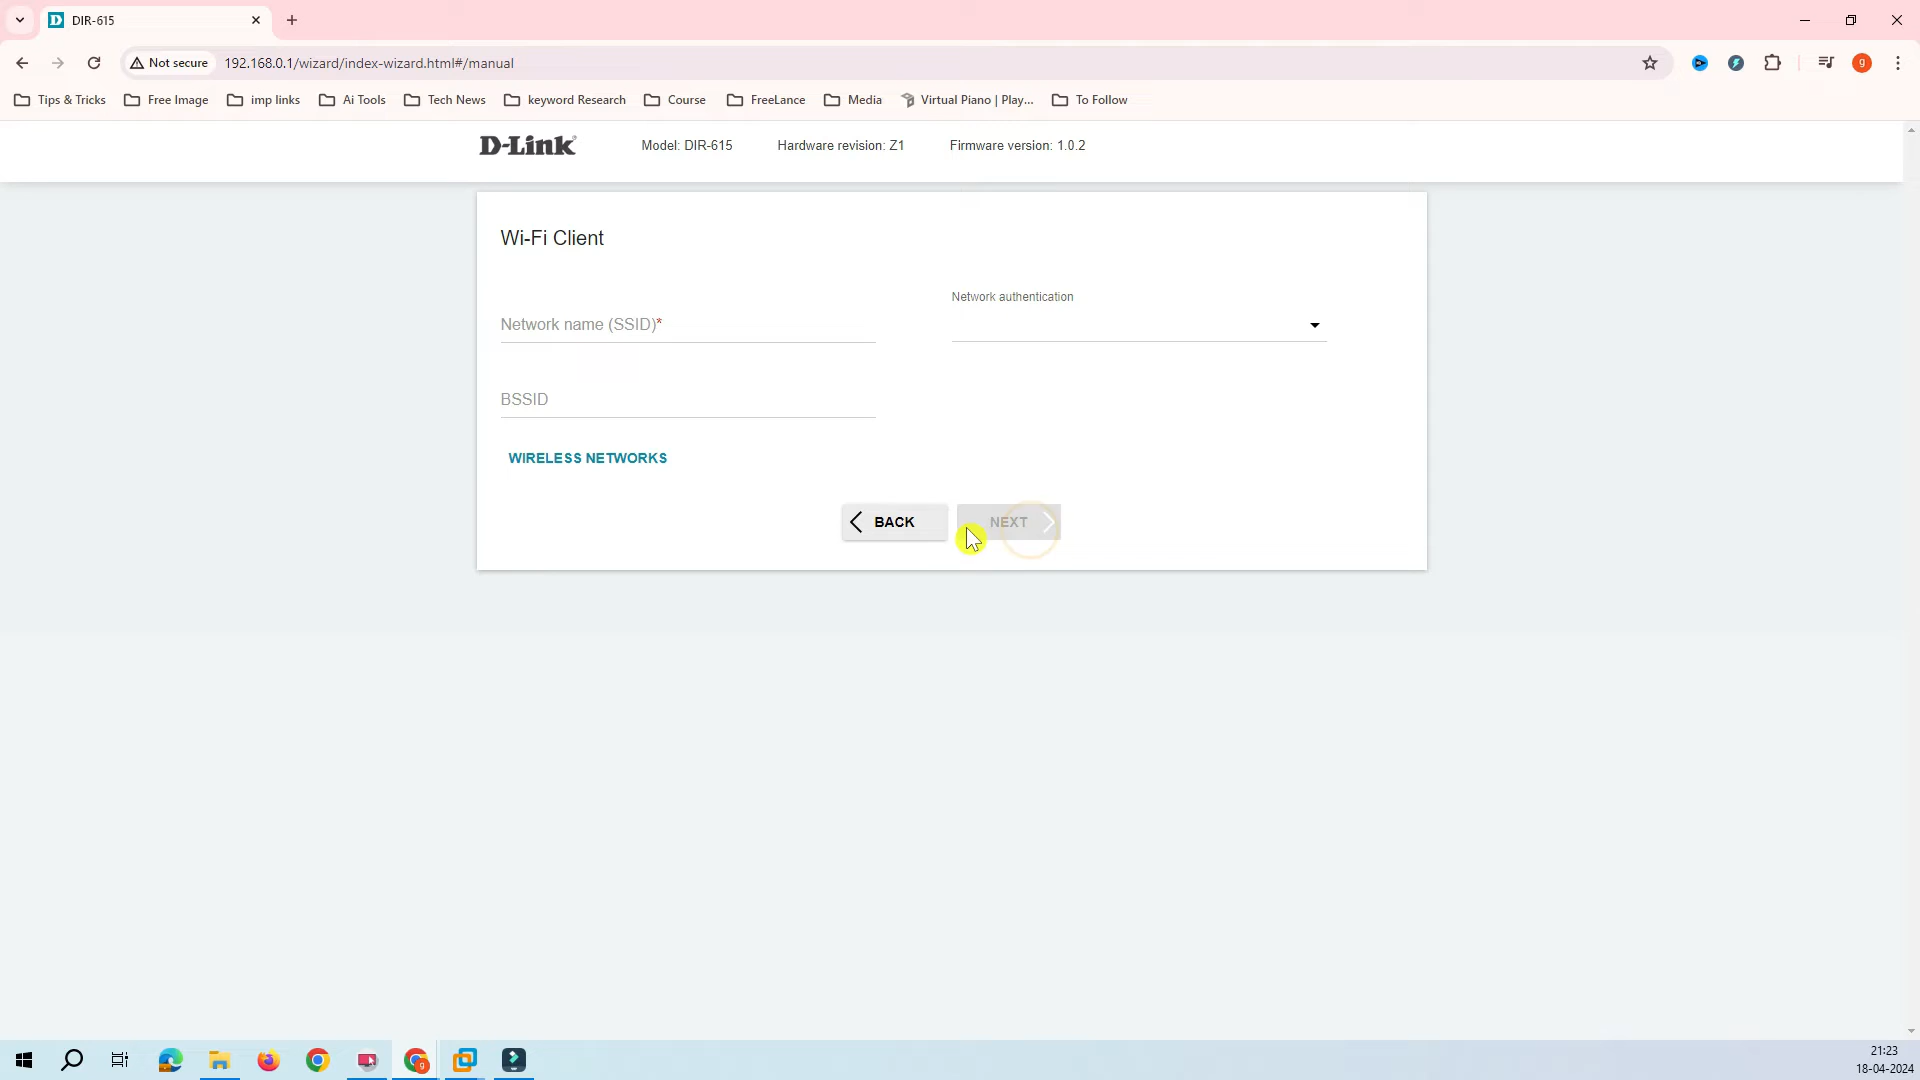 DIR-615
Not secure
192.168.0.1/wizard/index-wizard.html#/manual
g
Tips & Tricks
Free Image
imp links
Ai Tools
Tech News
keyword Research
Course
FreeLance
Media
Virtual Piano | Play...
To Follow
D-Link
Model: DIR-615
Hardware revision: Z1
Firmware version: 1.0.2
Wi-Fi Client
Network authentication
Network name (SSID)*
BSSID
WIRELESS NETWORKS
BACK
NEXT
21:23
18-04-2024